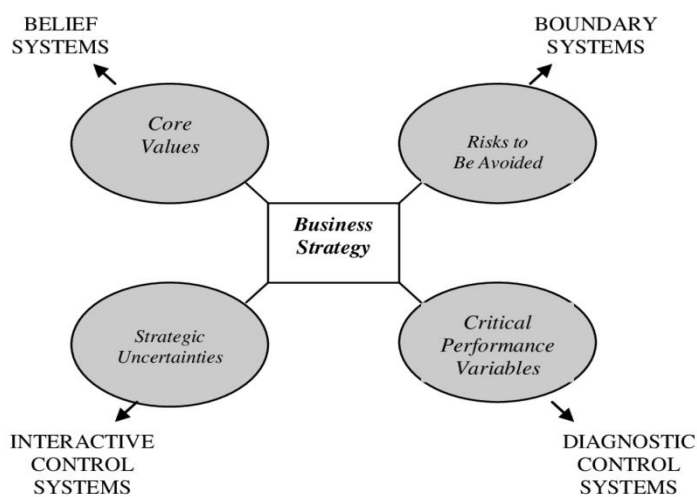 BELIEF
SYSTEMS
BOUNDARY
SYSTEMS
Core
Values
Risks to
Be Avoided
Business
Strategy
Strategic
Uncertainties
Critical
Performance
Variables
INTERACTIVE
CONTROL
SYSTEMS
DIAGNOSTIC
CONTROL
SYSTEMS